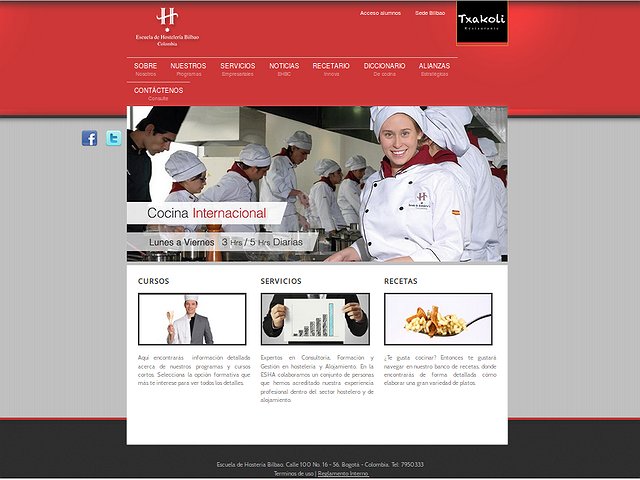 Acceso alumnos Sede Bilbao
Txakoli
Restaurante
H
Escuela de Hostelería Bilbao
Colombia
SOBRE NUESTROS SERVICIOS NOTICIAS RECETARIO DICCIONARIO ALIANZAS
Nosotros Programas Empresariales EHBC Innova De cocina Estratégicas
CONTÁCTENOS
Consulte
Cocina Internacional
Lunes a Viernes 3 Hrs / 5 Hrs Diarias
CURSOS
Aqui encontrarás información detallada
acerca de nuestros programas y cursos
cortos. Selecciona la opción formativa que
más te interese para ver todos los detalles.
SERVICIOS
Expertos en Consultoria, Formación y
Gestión en hostelería y Alojamiento. En la
ESHA colaboramos un conjunto de personas
que hemos acreditado nuestra experiencia
profesional dentro del sector hostelero y de
alojamiento.
RECETAS
¿Te gusta cocinar? Entonces te gustará
navegar en nuestro banco de recetas, donde
encontrarás de forma detallada como
elaborar una gran variedad de platos.
Escuela de Hostería Bilbao. Calle 100 No. 16 - 56. Bogotá - Colombia. Tel: 7950333
Terminos de uso | Reglamento Interno